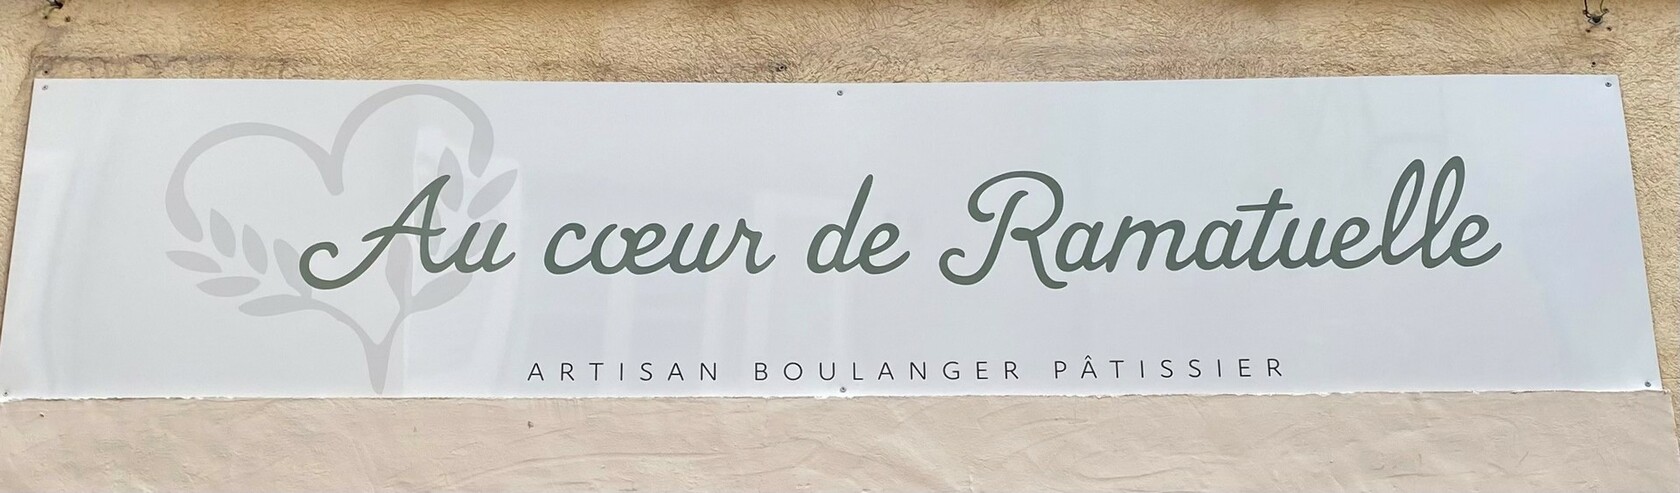 Au cœur de Ramatuelle
ARTISAN BOULANGER PÂTISSIER